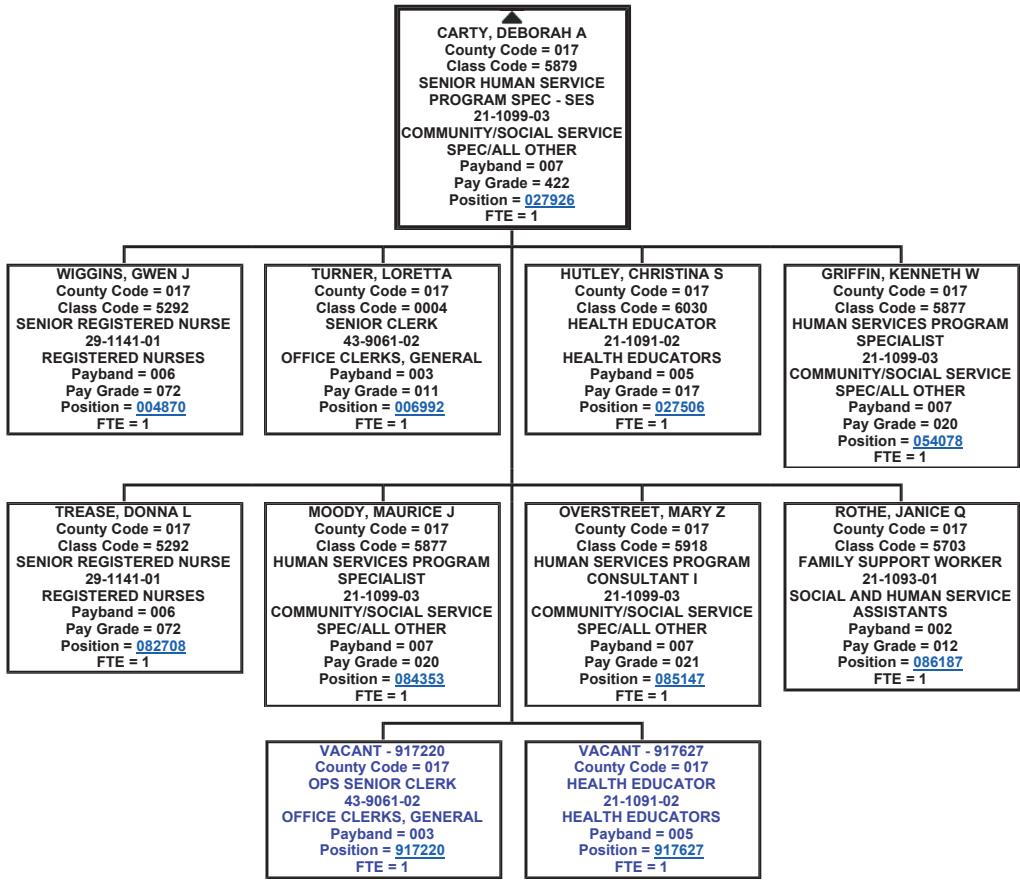 CARTY, DEBORAH A
County Code = 017
Class Code = 5879
SENIOR HUMAN SERVICE
PROGRAM SPEC - SES
21-1099-03
COMMUNITY/SOCIAL SERVICE
SPEC/ALL OTHER
Payband = 007
Pay Grade = 422
Position = 027926
FTE = 1
WIGGINS, GWEN J
County Code = 017
Class Code = 5292
SENIOR REGISTERED NURSE
29-1141-01
REGISTERED NURSES
Payband = 006
Pay Grade = 072
Position = 004870
FTE = 1
TURNER, LORETTA
County Code = 017
Class Code = 0004
SENIOR CLERK
43-9061-02
OFFICE CLERKS, GENERAL
Payband = 003
Pay Grade = 011
Position = 006992
FTE = 1
HUTLEY, CHRISTINA S
County Code = 017
Class Code = 6030
HEALTH EDUCATOR
21-1091-02
HEALTH EDUCATORS
Payband = 005
Pay Grade = 017
Position = 027506
FTE = 1
GRIFFIN, KENNETH W
County Code = 017
Class Code = 5877
HUMAN SERVICES PROGRAM
SPECIALIST
21-1099-03
COMMUNITY/SOCIAL SERVICE
SPEC/ALL OTHER
Payband = 007
Pay Grade = 020
Position = 054078
FTE = 1
TREASE, DONNA L
County Code = 017
Class Code = 5292
SENIOR REGISTERED NURSE
29-1141-01
REGISTERED NURSES
Payband = 006
Pay Grade = 072
Position = 082708
FTE = 1
MOODY, MAURICE J
County Code = 017
Class Code = 5877
HUMAN SERVICES PROGRAM
SPECIALIST
21-1099-03
COMMUNITY/SOCIAL SERVICE
SPEC/ALL OTHER
Payband = 007
Pay Grade = 020
Position = 084353
FTE = 1
OVERSTREET, MARY Z
County Code = 017
Class Code = 5918
HUMAN SERVICES PROGRAM
CONSULTANT I
21-1099-03
COMMUNITY/SOCIAL SERVICE
SPEC/ALL OTHER
Payband = 007
Pay Grade = 021
Position = 085147
FTE = 1
ROTHE, JANICE Q
County Code = 017
Class Code = 5703
FAMILY SUPPORT WORKER
21-1093-01
SOCIAL AND HUMAN SERVICE
ASSISTANTS
Payband = 002
Pay Grade = 012
Position = 086187
FTE = 1
VACANT - 917220
County Code = 017
OPS SENIOR CLERK
43-9061-02
OFFICE CLERKS, GENERAL
Payband = 003
Position = 917220
FTE = 1
VACANT - 917627
County Code = 017
HEALTH EDUCATOR
21-1091-02
HEALTH EDUCATORS
Payband = 005
Position = 917627
FTE = 1